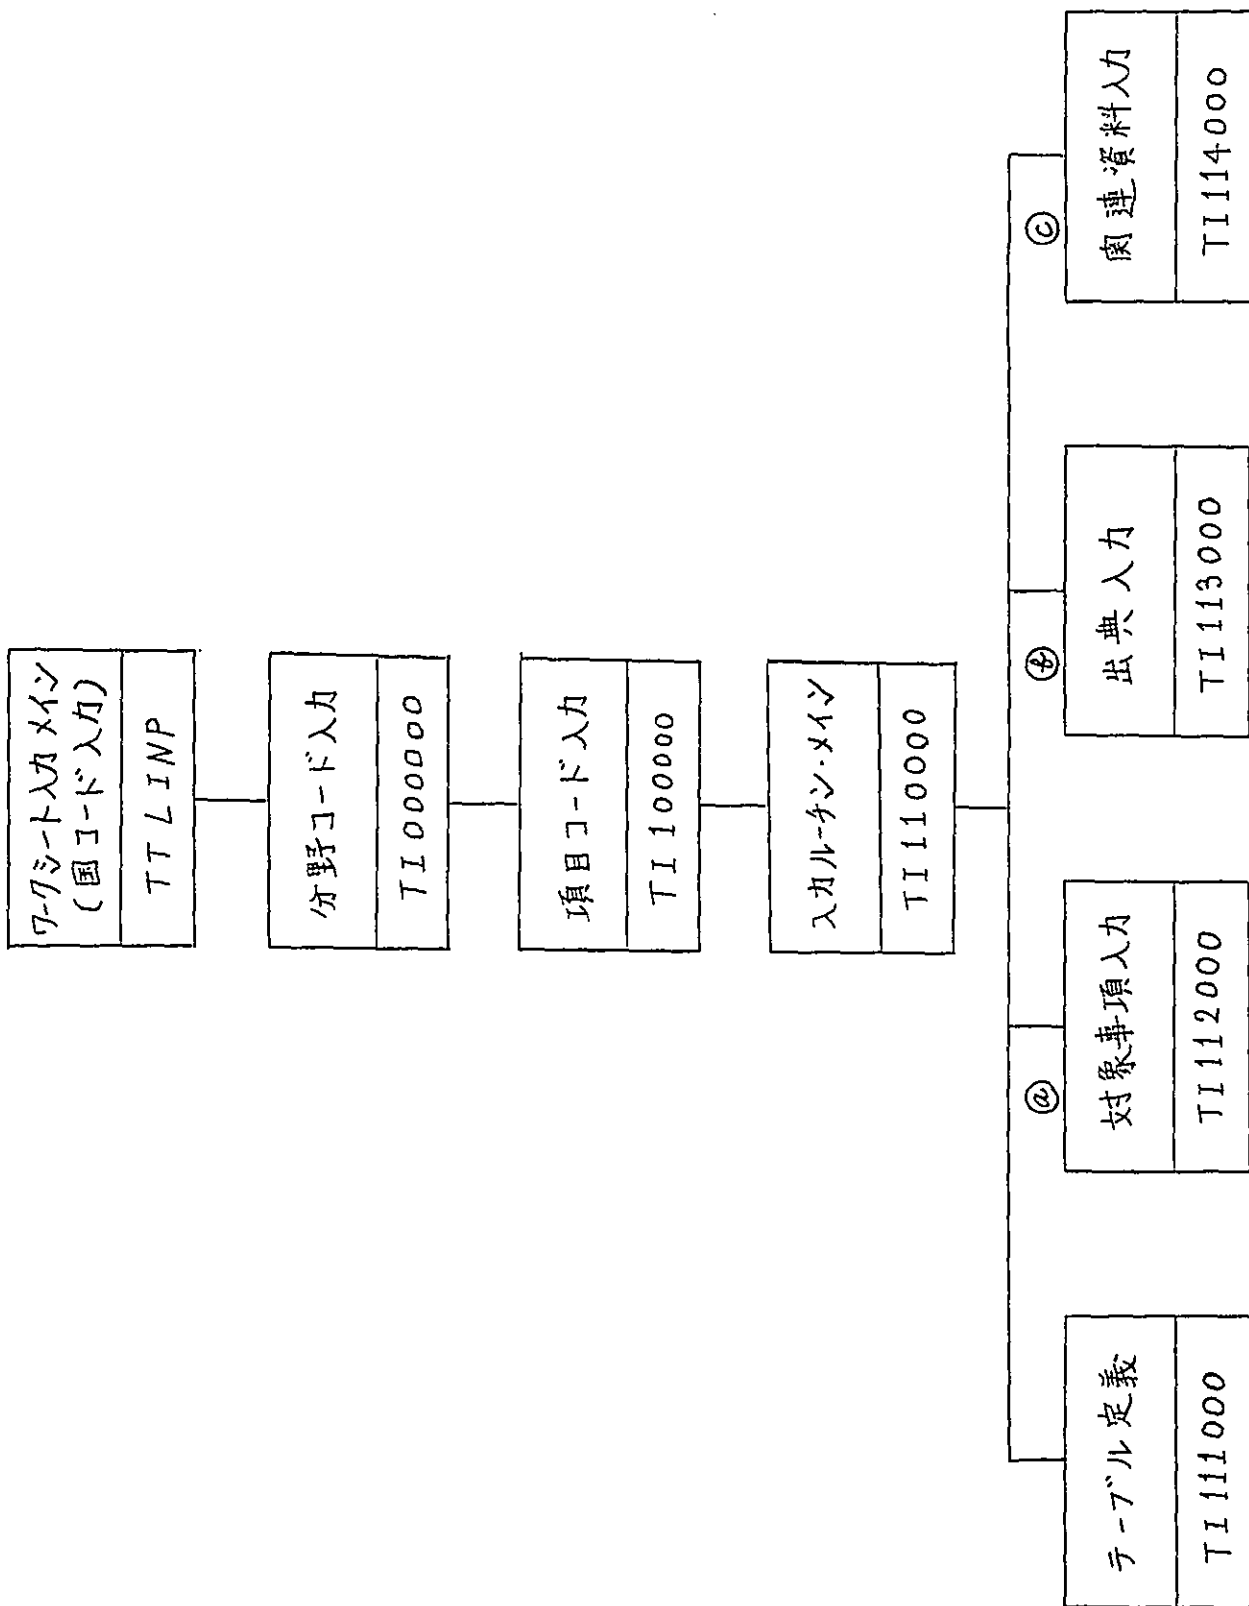 ワークシート入力メイン
(国コード入力)
TTLINP
分野コード入力
TI000000
項目コード入力
TI100000
入力ルーチン・メイン
TI110000
テーブル定義
TI111000
ⓐ
対象事項入力
TI112000
ⓑ
出典入力
TI113000
ⓒ
関連資料入力
TI114000